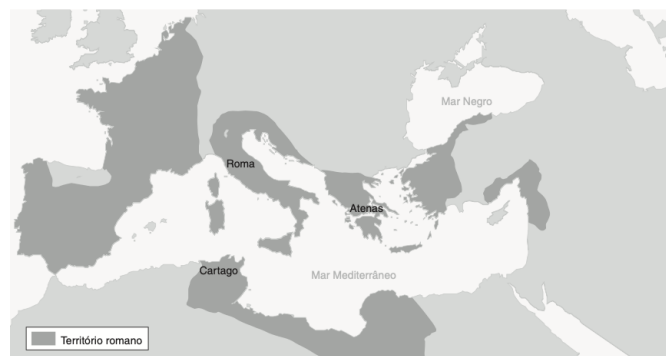 Mar Negro
Roma
Atenas
Cartago
Mar Mediterrâneo
Território romano